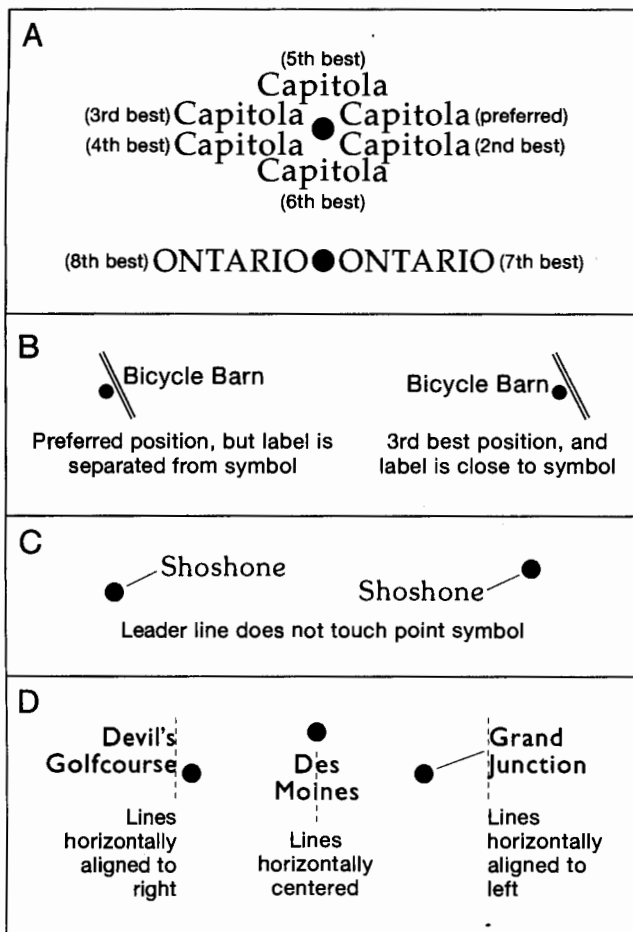 A
(5th best)
Capitola
(3rd best) Capitola Capitola (preferred)
(4th best) Capitola Capitola (2nd best)
Capitola
(6th best)
(8th best) ONTARIO ONTARIO (7th best)
B
Bicycle Barn
Preferred position, but label is
separated from symbol
Bicycle Barn
3rd best position, and
label is close to symbol
C
Shoshone
Shoshone
Leader line does not touch point symbol
D
Devil's
Golfcourse
Lines
horizontally
aligned to
right
Des
Moines
Lines
horizontally
centered
Grand
Junction
Lines
horizontally
aligned to
left